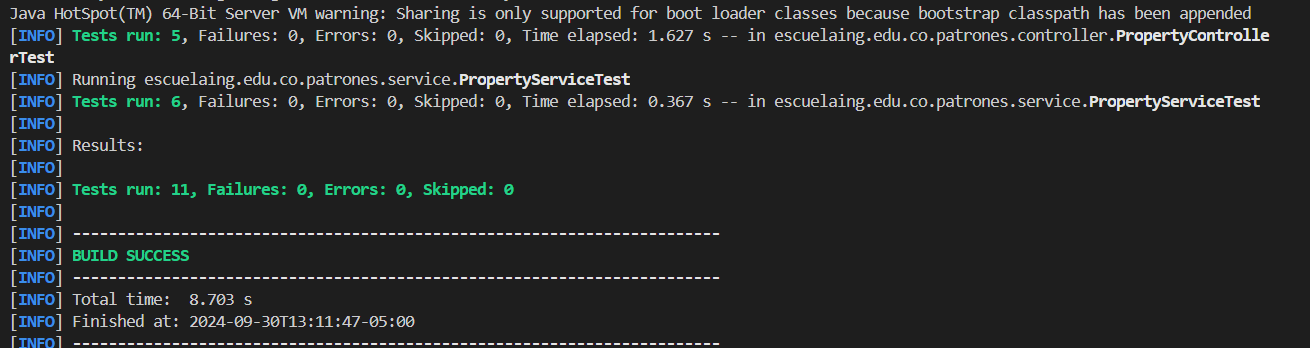 Java HotSpot(TM) 64-Bit Server VM warning: Sharing is only supported for boot loader classes because bootstrap classpath has been appended
[INFO] Tests run: 5, Failures: 0, Errors: 0, Skipped: 0, Time elapsed: 1.627 s -- in escuelaing.edu.co.patrones.controller.PropertyControlle
rTest
[INFO] Running escuelaing.edu.co.patrones.service.PropertyServiceTest
[INFO] Tests run: 6, Failures: 0, Errors: 0, Skipped: 0, Time elapsed: 0.367 s -- in escuelaing.edu.co.patrones.service.PropertyServiceTest
[INFO]
[INFO] Results:
[INFO]
[INFO] Tests run: 11, Failures: 0, Errors: 0, Skipped: 0
[INFO]
[INFO] ------------------------------------------------------------------------
[INFO] BUILD SUCCESS
[INFO] ------------------------------------------------------------------------
[INFO] Total time:  8.703 s
[INFO] Finished at: 2024-09-30T13:11:47-05:00
[INFO] ------------------------------------------------------------------------